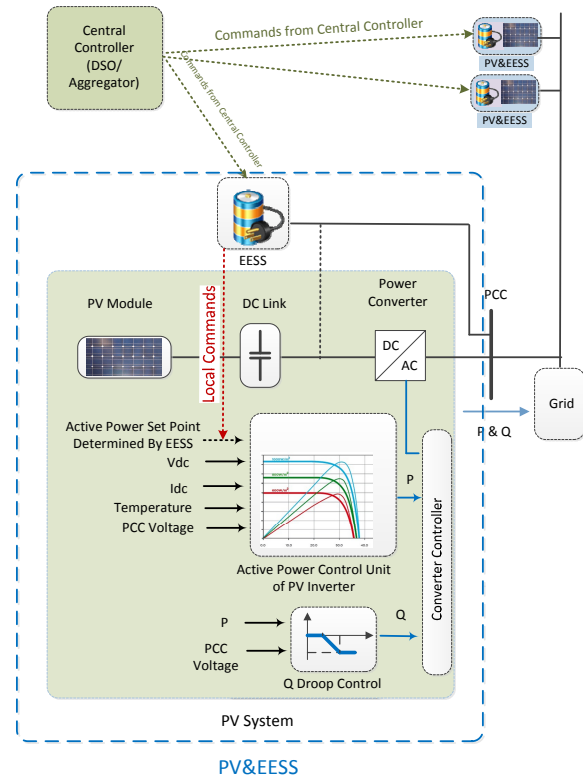 Central
Controller
(DSO/
Aggregator)
Commands from Central Controller
PV&EESS
Commands from Central Controller
PV&EESS
Commands from Central Controller
EESS
PV Module
DC Link
Power
Converter
PCC
DC
AC
Local Commands
Grid
P & Q
Active Power Set Point
Determined By EESS
Vdc
Idc
Temperature
PCC Voltage
P
Active Power Control Unit
of PV Inverter
Converter Controller
P
PCC
Voltage
Q
Q Droop Control
PV System
PV&EESS